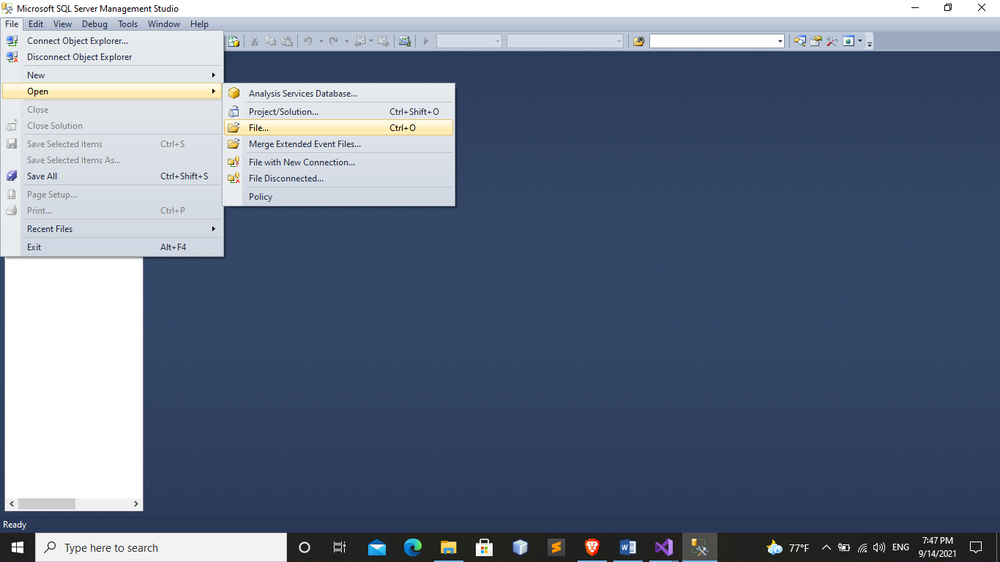 Microsoft SQL Server Management Studio
File Edit View Debug Tools Window Help
Connect Object Explorer...
Disconnect Object Explorer
New
Open
Close
Close Solution
Save Selected Items Ctrl+S
Save Selected Items As...
Save All Ctrl+Shift+S
Page Setup...
Print... Ctrl+P
Recent Files
Exit Alt+F4
Analysis Services Database...
Project/Solution... Ctrl+Shift+O
File... Ctrl+O
Merge Extended Event Files...
File with New Connection...
File Disconnected...
Policy
Ready
Type here to search
77°F
ENG
7:47 PM
9/14/2021